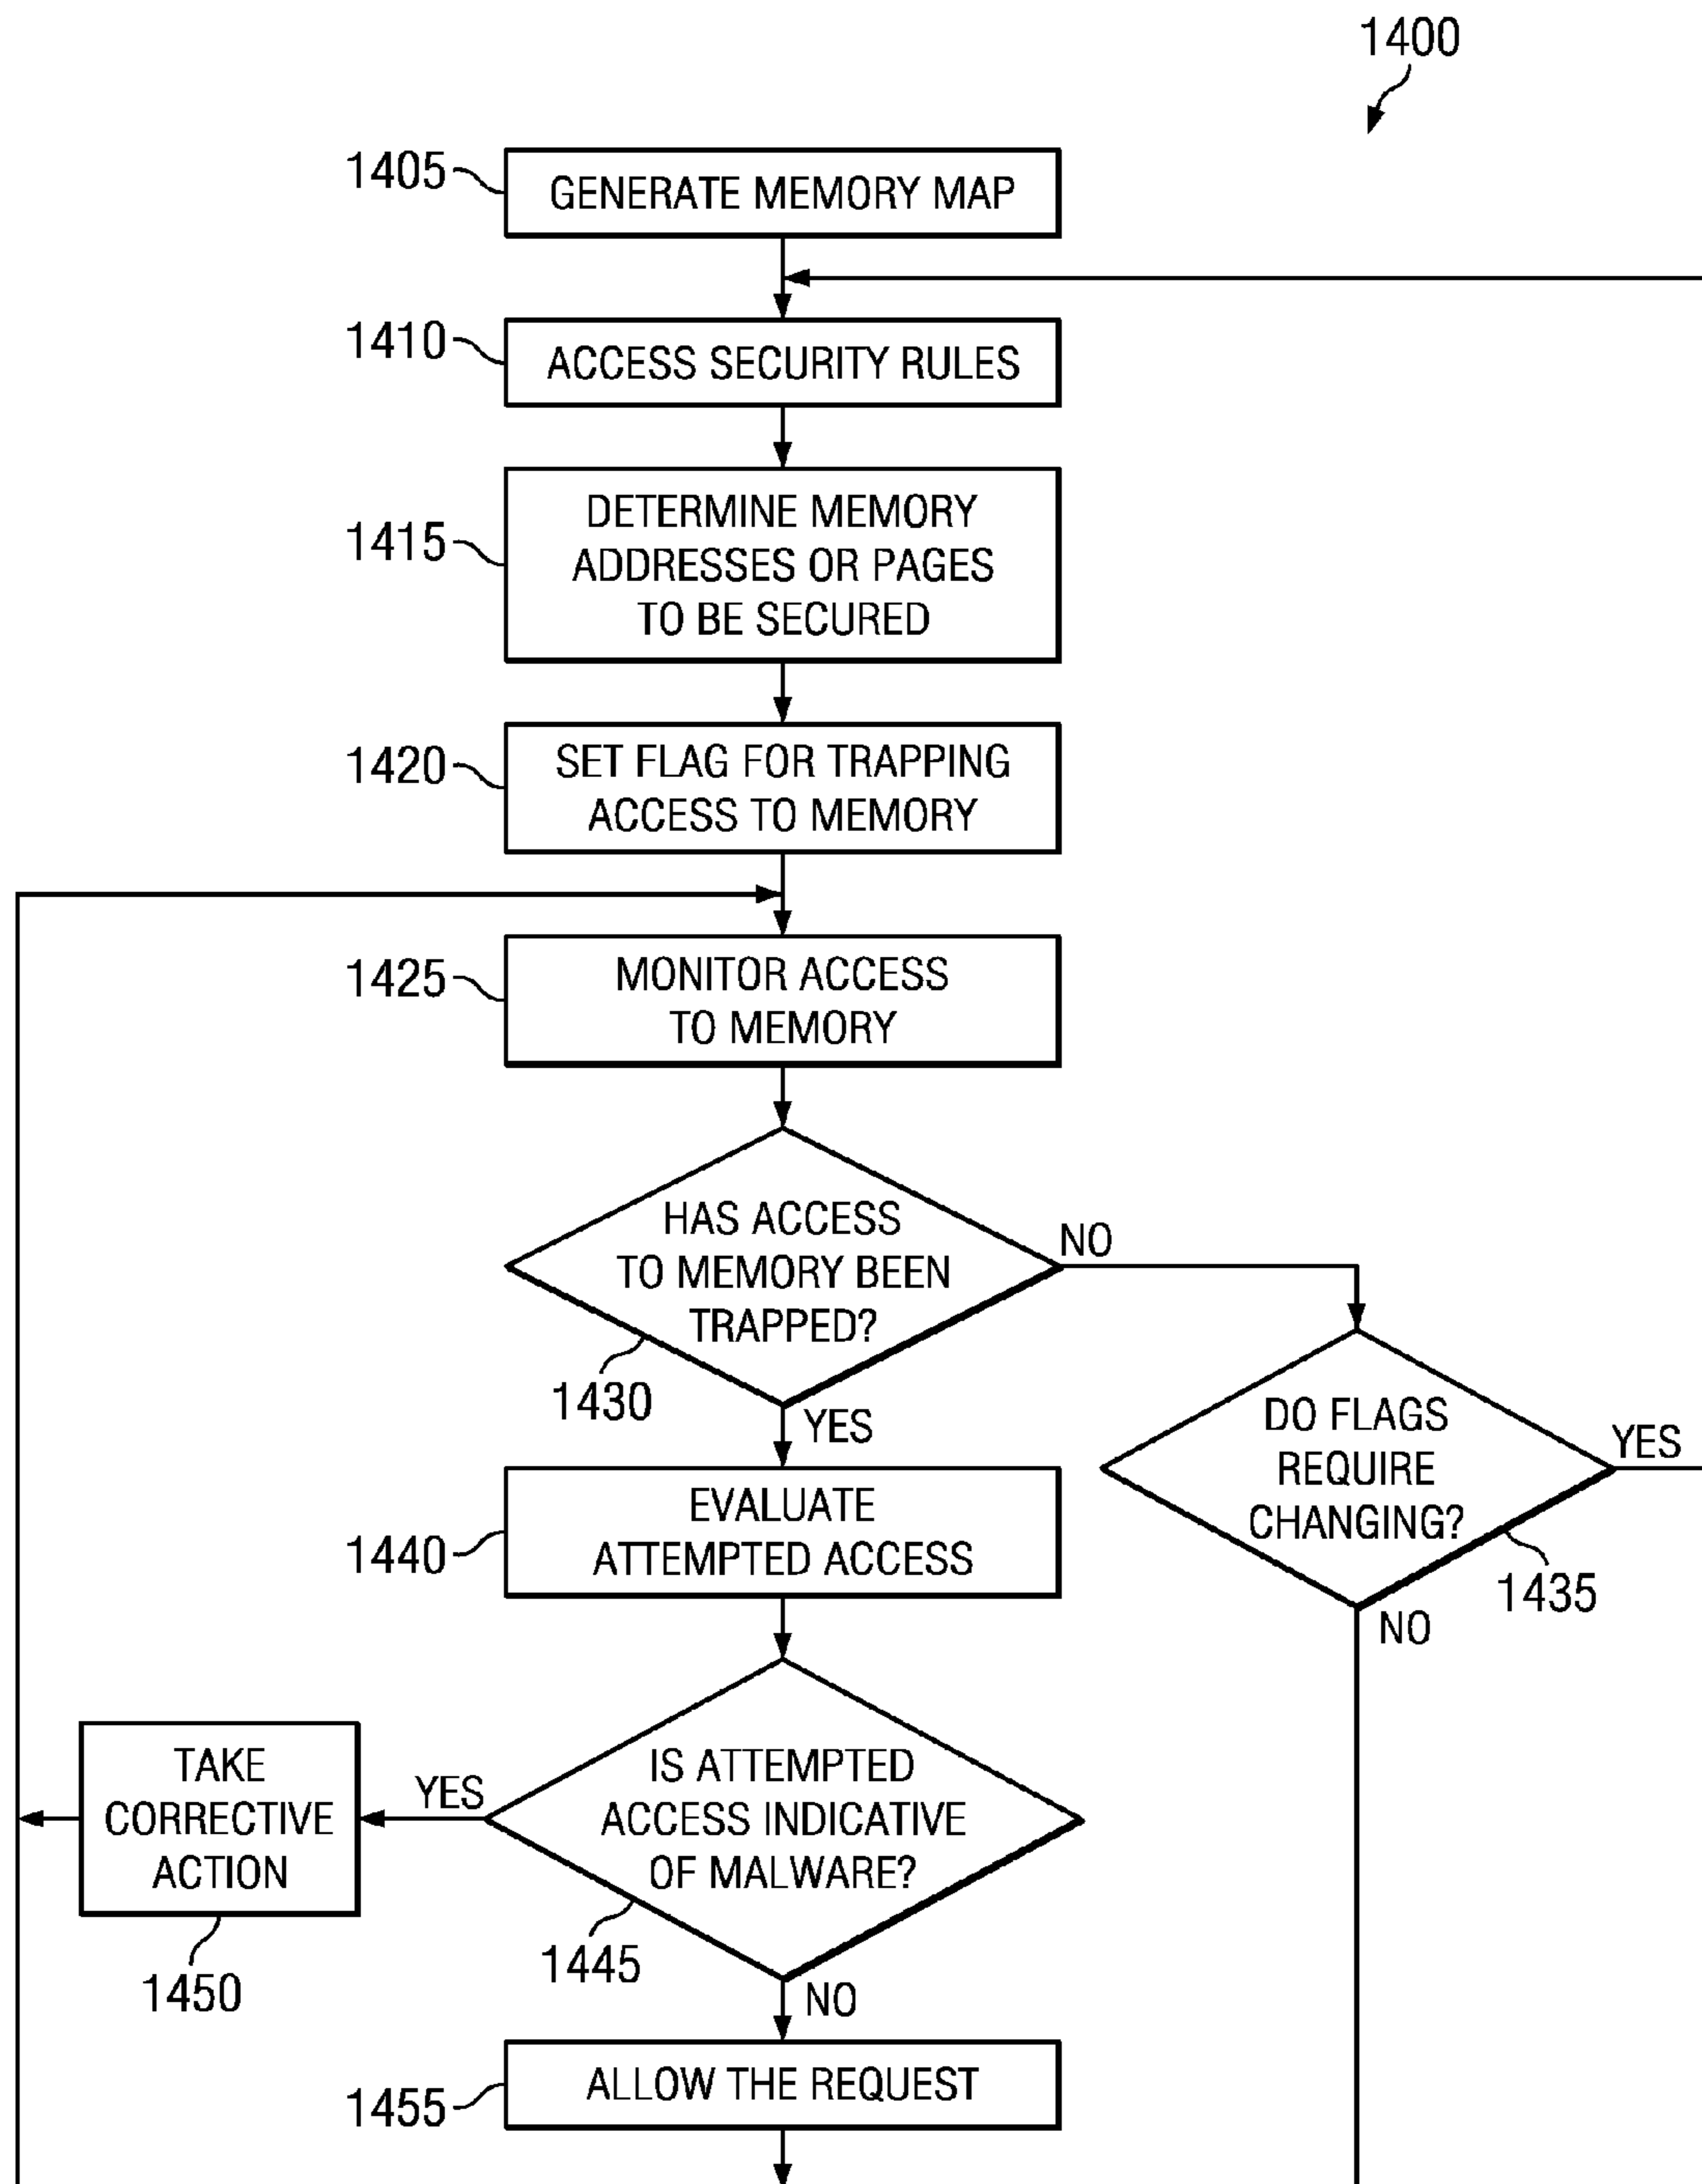 1400
1405
GENERATE MEMORY MAP
1410
ACCESS SECURITY RULES
1415
DETERMINE MEMORY
ADDRESSES OR PAGES
TO BE SECURED
1420
SET FLAG FOR TRAPPING
ACCESS TO MEMORY
1425
MONITOR ACCESS
TO MEMORY
HAS ACCESS
TO MEMORY BEEN
TRAPPED?
NO
1430
YES
DO FLAGS
REQUIRE
CHANGING?
YES
1435
NO
1440
EVALUATE
ATTEMPTED ACCESS
IS ATTEMPTED
ACCESS INDICATIVE
OF MALWARE?
YES
TAKE
CORRECTIVE
ACTION
1450
1445
NO
1455
ALLOW THE REQUEST